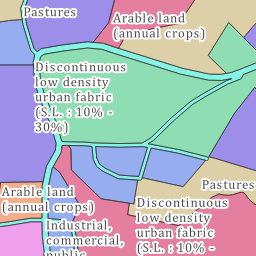 Pastures
Arable land
(annual crops)
Discontinuous
low density
urban fabric
(S.L. : 10% -
30%)
Pastures
Arable land
(annual crops)
Discontinuous
low density
urban fabric
(S.L. : 10% -
Industrial,
commercial,
public